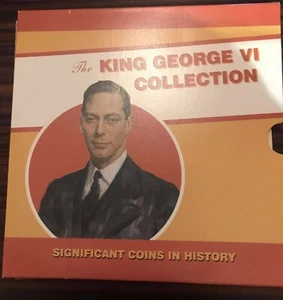 The KING GEORGE VI
COLLECTION
SIGNIFICANT COINS IN HISTORY